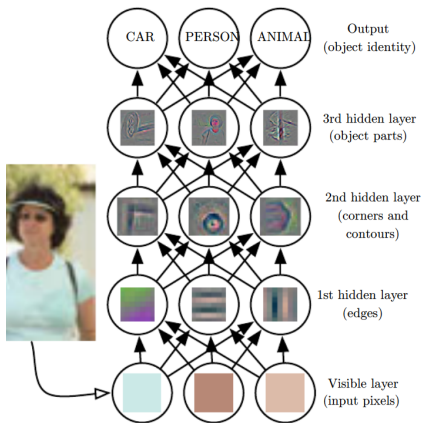 CAR
PERSON
ANIMAL
Output
(object identity)
3rd hidden layer
(object parts)
2nd hidden layer
(corners and
contours)
1st hidden layer
(edges)
Visible layer
(input pixels)